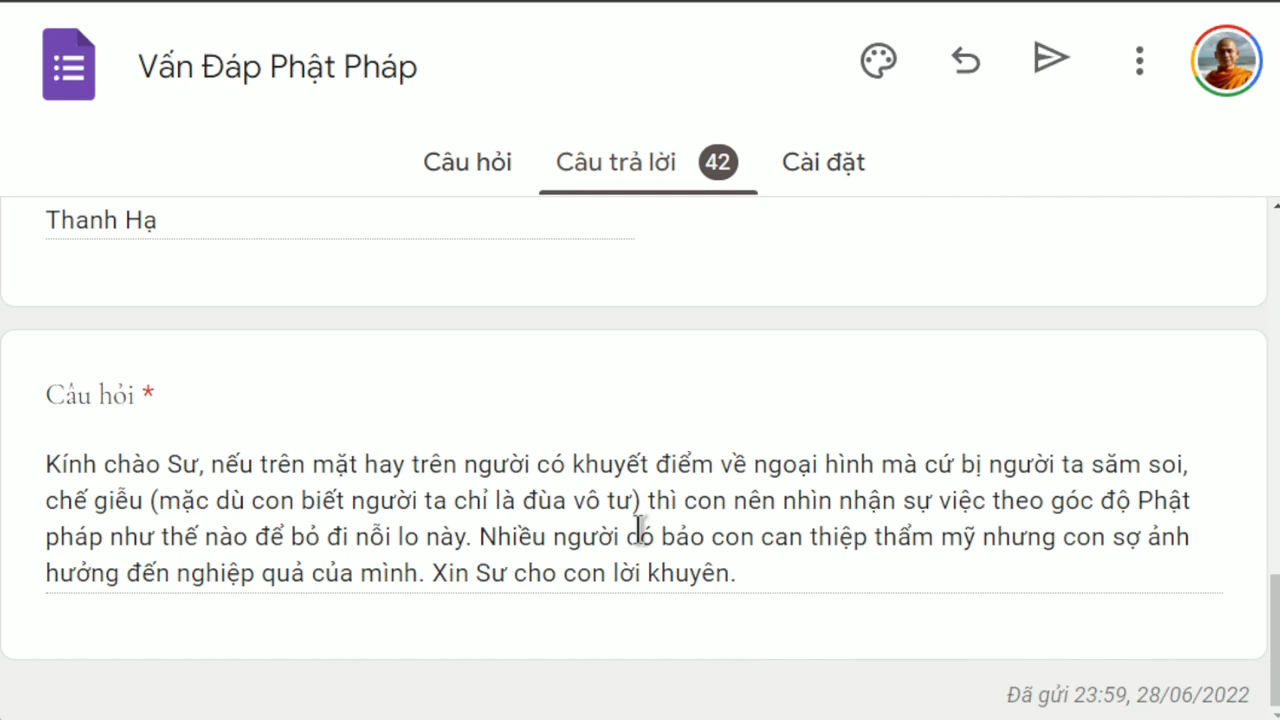 Vấn Đáp Phật Pháp
Câu hỏi
Câu trả lời 42
Cài đặt
Thanh Hạ
Câu hỏi *
Kính chào Sư, nếu trên mặt hay trên người có khuyết điểm về ngoại hình mà cứ bị người ta săm soi,
chế giễu (mặc dù con biết người ta chỉ là đùa vô tư) thì con nên nhìn nhận sự việc theo góc độ Phật
pháp như thế nào để bỏ đi nỗi lo này. Nhiều người có bảo con can thiệp thẩm mỹ nhưng con sợ ảnh
hưởng đến nghiệp quả của mình. Xin Sư cho con lời khuyên.
Đã gửi 23:59, 28/06/2022